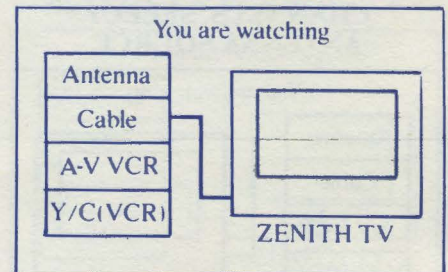 You are watching
Antenna
Cable
A-V VCR
Y/C(VCR)
ZENITH TV